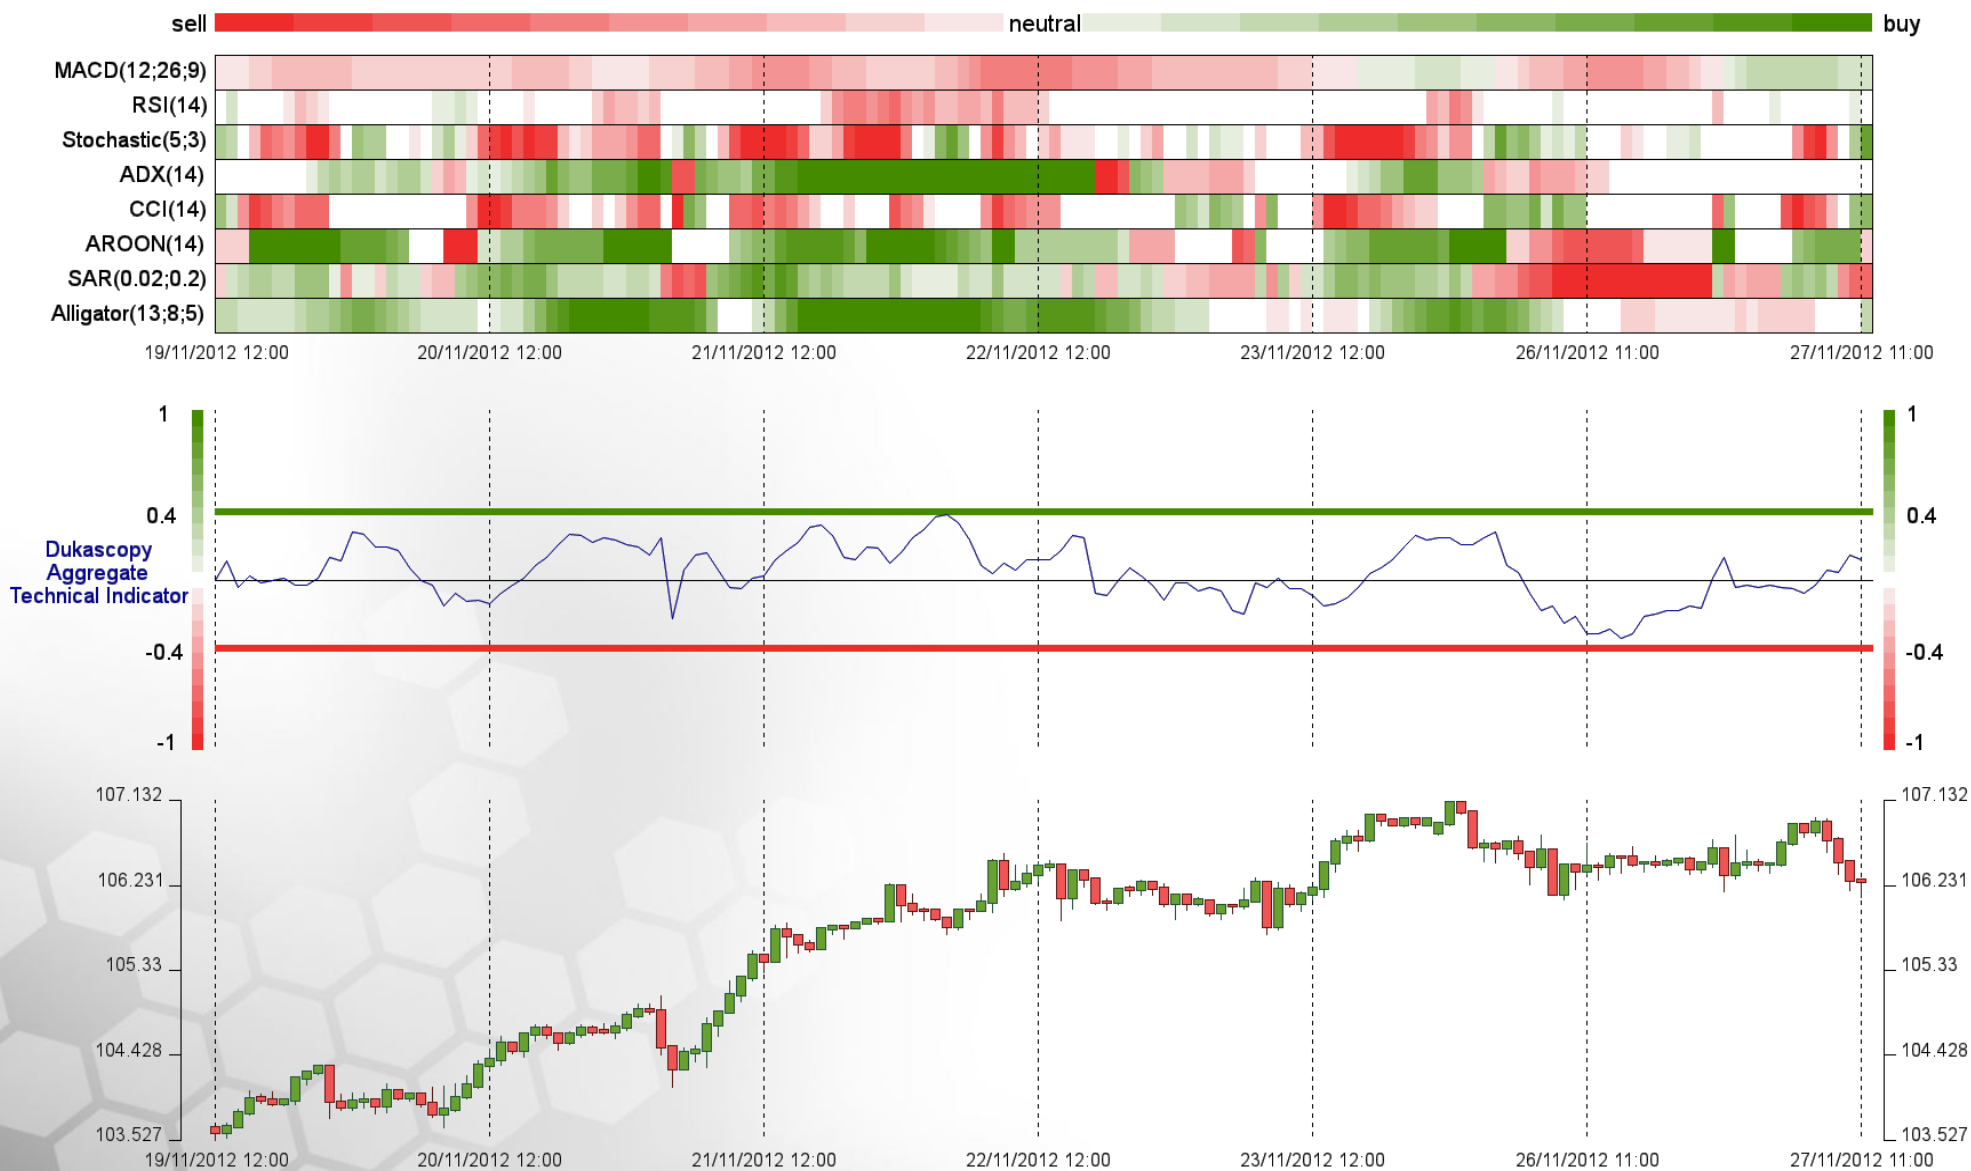 sell neutral buy
MACD(12;26;9)
RSI(14)
Stochastic(5;3)
ADX(14)
CCI(14)
AROON(14)
SAR(0.02;0.2)
Alligator(13;8;5)
19/11/2012 12:00 20/11/2012 12:00 21/11/2012 12:00 22/11/2012 12:00 23/11/2012 12:00 26/11/2012 11:00 27/11/2012 11:00
1 1
0.4 0.4
Dukascopy
Aggregate
Technical Indicator
-0.4 -0.4
-1 -1
107.132 107.132
106.231 106.231
105.33 105.33
104.428 104.428
103.527 103.527
19/11/2012 12:00 20/11/2012 12:00 21/11/2012 12:00 22/11/2012 12:00 23/11/2012 12:00 26/11/2012 11:00 27/11/2012 11:00